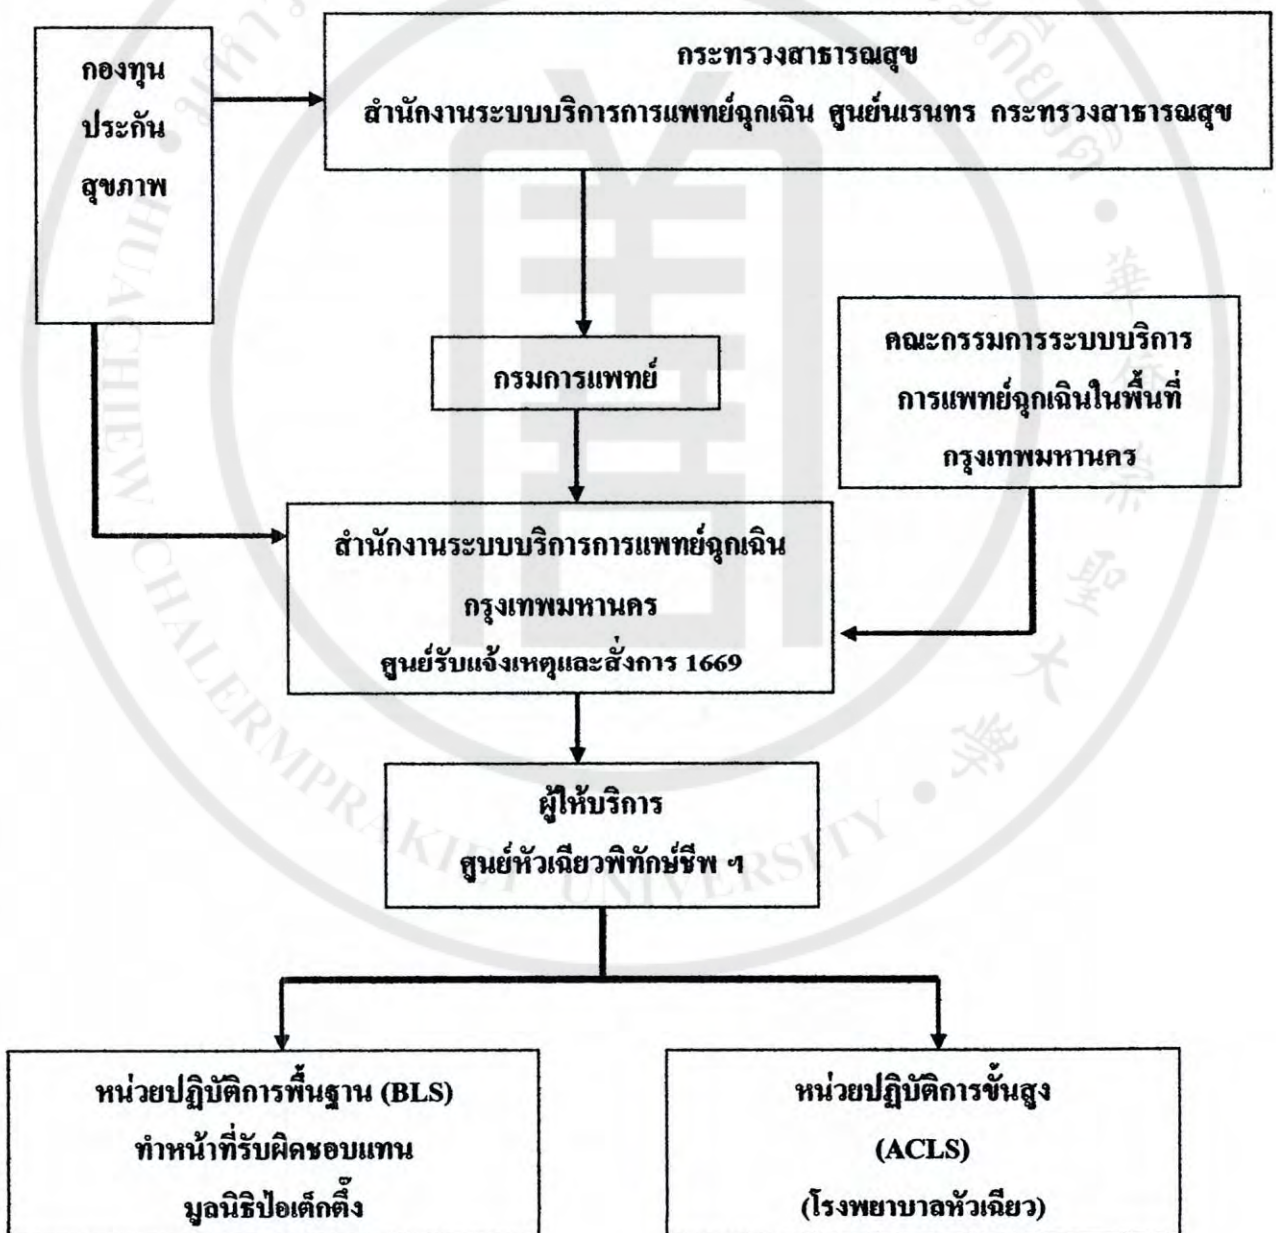 กองทุน
ประกัน
สุขภาพ
กระทรวงสาธารณสุข
สำนักงานระบบบริการการแพทย์ฉุกเฉิน ศูนย์นเรนทร กระทรวงสาธารณสุข
กรมการแพทย์
คณะกรรมการระบบบริการ
การแพทย์ฉุกเฉินในพื้นที่
กรุงเทพมหานคร
สำนักงานระบบบริการการแพทย์ฉุกเฉิน
กรุงเทพมหานคร
ศูนย์รับแจ้งเหตุและสั่งการ 1669
ผู้ให้บริการ
ศูนย์หัวเฉียวพิทักษ์ชีพ ฯ
หน่วยปฏิบัติการพื้นฐาน (BLS)
ทำหน้าที่รับผิดชอบแทน
มูลนิธิป่อเต็กตึ๊ง
หน่วยปฏิบัติการขั้นสูง
(ACLS)
(โรงพยาบาลหัวเฉียว)
HUACHIEW CHALERMPRAKIET UNIVERSITY